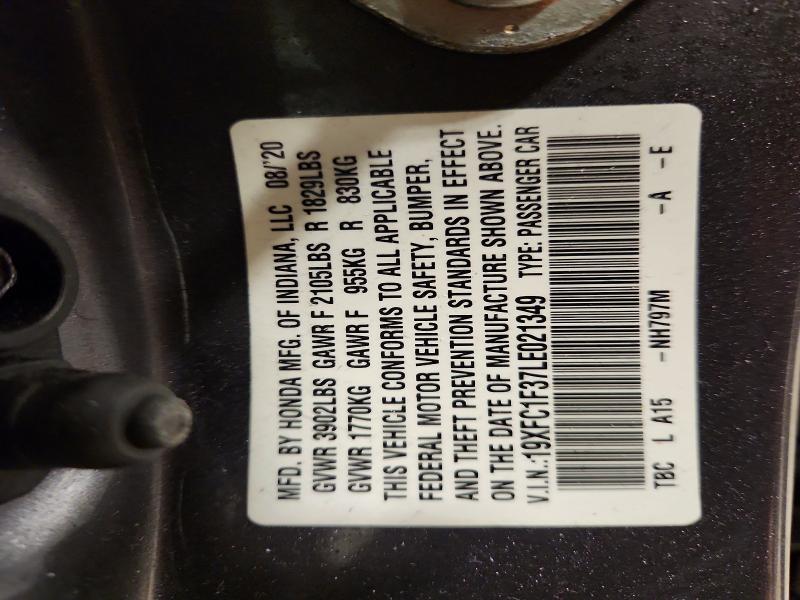 MFD. BY HONDA MFG. OF INDIANA, LLC 08/'20
GVWR 3902LBS GAWR F 2105LBS R 1829LBS
GVWR 1770KG GAWR F 955KG R 830KG
THIS VEHICLE CONFORMS TO ALL APPLICABLE
FEDERAL MOTOR VEHICLE SAFETY, BUMPER,
AND THEFT PREVENTION STANDARDS IN EFFECT
ON THE DATE OF MANUFACTURE SHOWN ABOVE.
V.I.N.:19XFC1F37LE021349 TYPE: PASSENGER CAR
TBC L A15 -NH797M -A -E